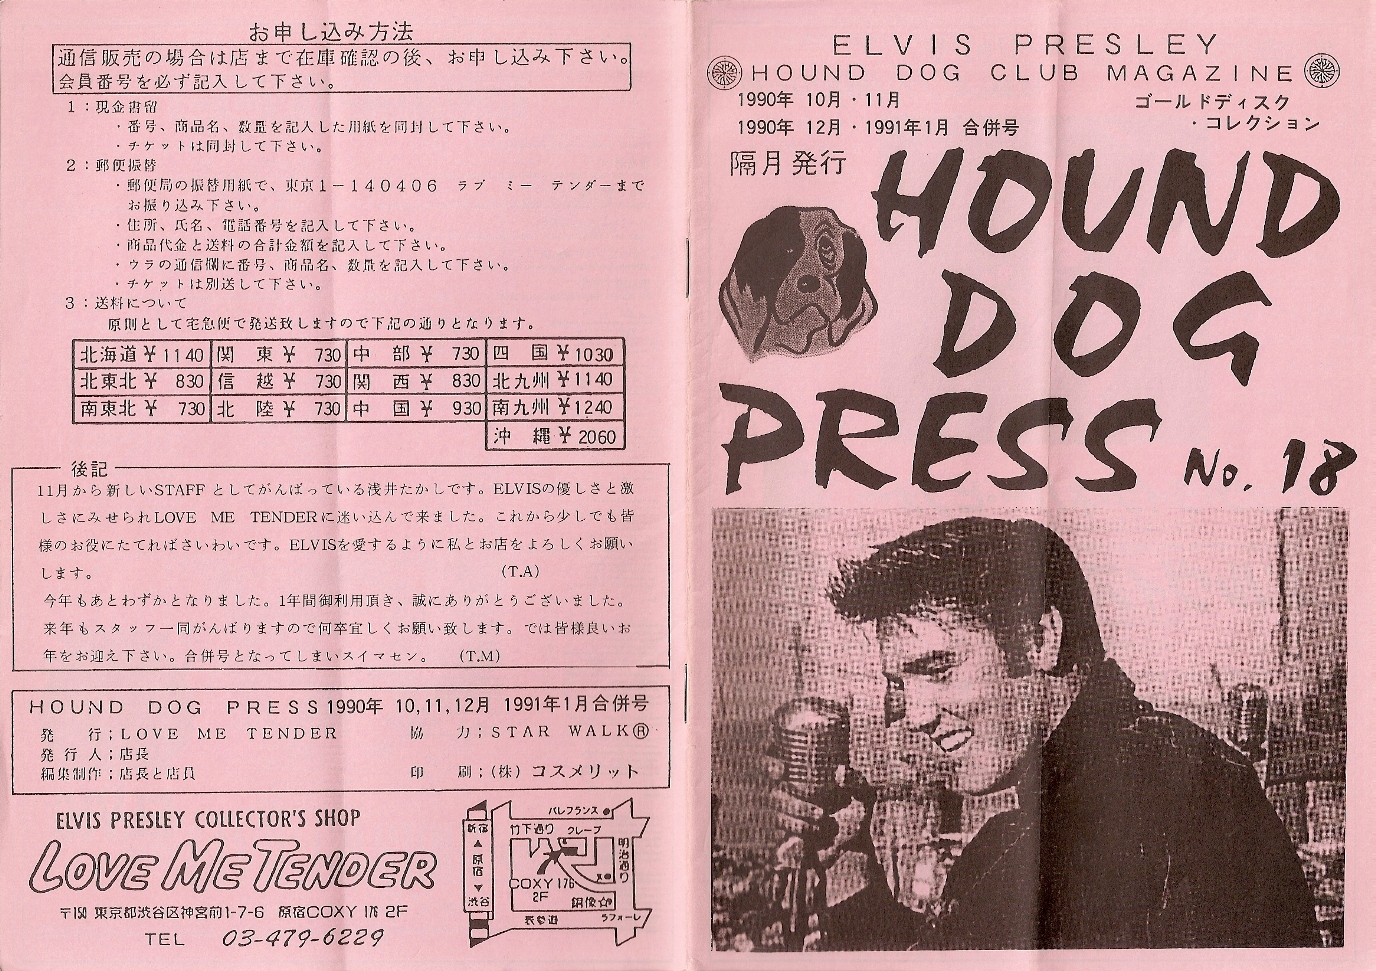 お申し込み方法
通信販売の場合は店まで在庫確認の後、お申し込み下さい。
会員番号を必ず記入して下さい。
1：現金書留
・番号、商品名、数量を記入した用紙を同封して下さい。
・チケットは同封して下さい。
2：郵便振替
・郵便局の振替用紙で、東京1－140406　ラブ　ミー　テンダーまで
お振り込み下さい。
・住所、氏名、電話番号を記入して下さい。
・商品代金と送料の合計金額を記入して下さい。
・ウラの通信欄に番号、商品名、数量を記入して下さい。
・チケットは別送して下さい。
3：送料について
原則として宅急便で発送致しますので下記の通りとなります。
北海道￥1140 関　東￥ 730 中　部￥ 730 四　国￥1030
北東北￥ 830 信　越￥ 730 関　西￥ 830 北九州￥1140
南東北￥ 730 北　陸￥ 730 中　国￥ 930 南九州￥1240
沖　縄￥2060
後記
11月から新しいSTAFFとしてがんばっている浅井たかしです。ELVISの優しさと激
しさにみせられLOVE　ME　TENDERに迷い込んで来ました。これから少しでも皆
様のお役にたてればさいわいです。ELVISを愛するように私とお店をよろしくお願い
します。　(T.A)
今年もあとわずかとなりました。1年間御利用頂き、誠にありがとうございました。
来年もスタッフ一同がんばりますので何卒宜しくお願い致します。では皆様良いお
年をお迎え下さい。合併号となってしまいスイマセン。　(T.M)
HOUND DOG PRESS 1990年 10,11,12月 1991年1月合併号
発　行；LOVE ME TENDER　協　力；STAR WALK®
発行人；店長
編集制作；店長と店員　印　刷；(株) コスメリット
ELVIS PRESLEY COLLECTOR'S SHOP
LOVE ME TENDER
〒150 東京都渋谷区神宮前1-7-6 原宿COXY 176 2F
TEL 03-479-6229
新宿
▲
原宿
▼
渋谷
パレフランス
竹下通り
クレープ
明治通り
COXY 176
2F
銅像☆
表参道
ラフォーレ
ELVIS PRESLEY
HOUND DOG CLUB MAGAZINE
1990年 10月・11月
1990年 12月・1991年1月 合併号
ゴールドディスク
・コレクション
隔月発行
HOUND
DOG
PRESS No. 18